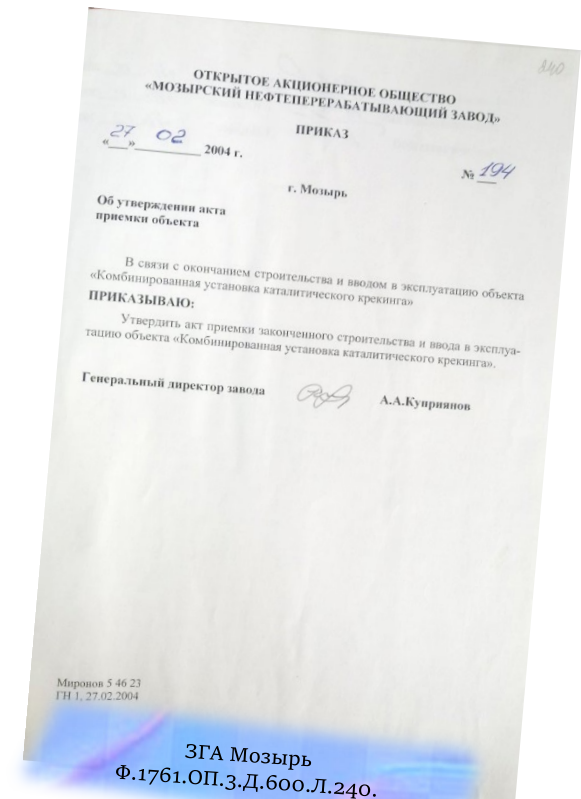 240
ОТКРЫТОЕ АКЦИОНЕРНОЕ ОБЩЕСТВО
«МОЗЫРСКИЙ НЕФТЕПЕРЕРАБАТЫВАЮЩИЙ ЗАВОД»
ПРИКАЗ
«27» 02 2004 г.
№ 194
г. Мозырь
Об утверждении акта
приемки объекта
В связи с окончанием строительства и вводом в эксплуатацию объекта
«Комбинированная установка каталитического крекинга»
ПРИКАЗЫВАЮ:
Утвердить акт приемки законченного строительства и ввода в эксплуа-
тацию объекта «Комбинированная установка каталитического крекинга».
Генеральный директор завода А.А.Куприянов
Миронов 5 46 23
ГН 1, 27.02.2004
ЗГА Мозырь
Ф.1761.ОП.3.Д.600.Л.240.